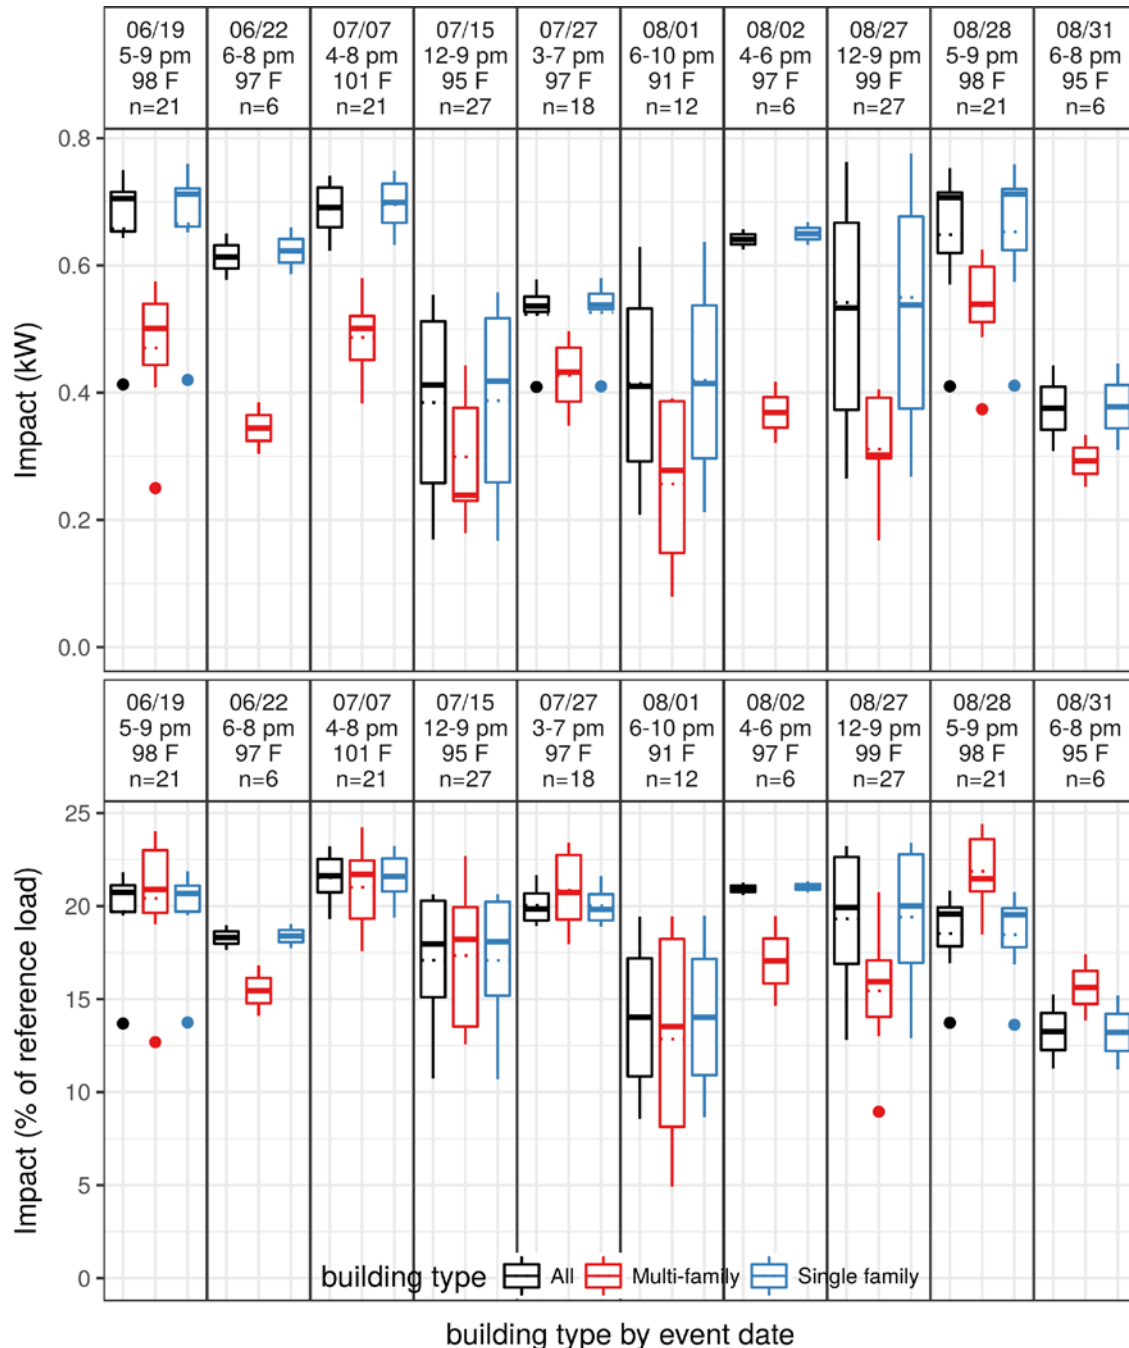 06/19 06/22 07/07 07/15 07/27 08/01 08/02 08/27 08/28 08/31
5-9 pm 6-8 pm 4-8 pm 12-9 pm 3-7 pm 6-10 pm 4-6 pm 12-9 pm 5-9 pm 6-8 pm
98 F 97 F 101 F 95 F 97 F 91 F 97 F 99 F 98 F 95 F
n=21 n=6 n=21 n=27 n=18 n=12 n=6 n=27 n=21 n=6
0.8
0.6
0.4
0.2
0.0
Impact (kW)
06/19 06/22 07/07 07/15 07/27 08/01 08/02 08/27 08/28 08/31
5-9 pm 6-8 pm 4-8 pm 12-9 pm 3-7 pm 6-10 pm 4-6 pm 12-9 pm 5-9 pm 6-8 pm
98 F 97 F 101 F 95 F 97 F 91 F 97 F 99 F 98 F 95 F
n=21 n=6 n=21 n=27 n=18 n=12 n=6 n=27 n=21 n=6
25
20
15
10
5
0
Impact (% of reference load)
building type All Multi-family Single family
building type by event date